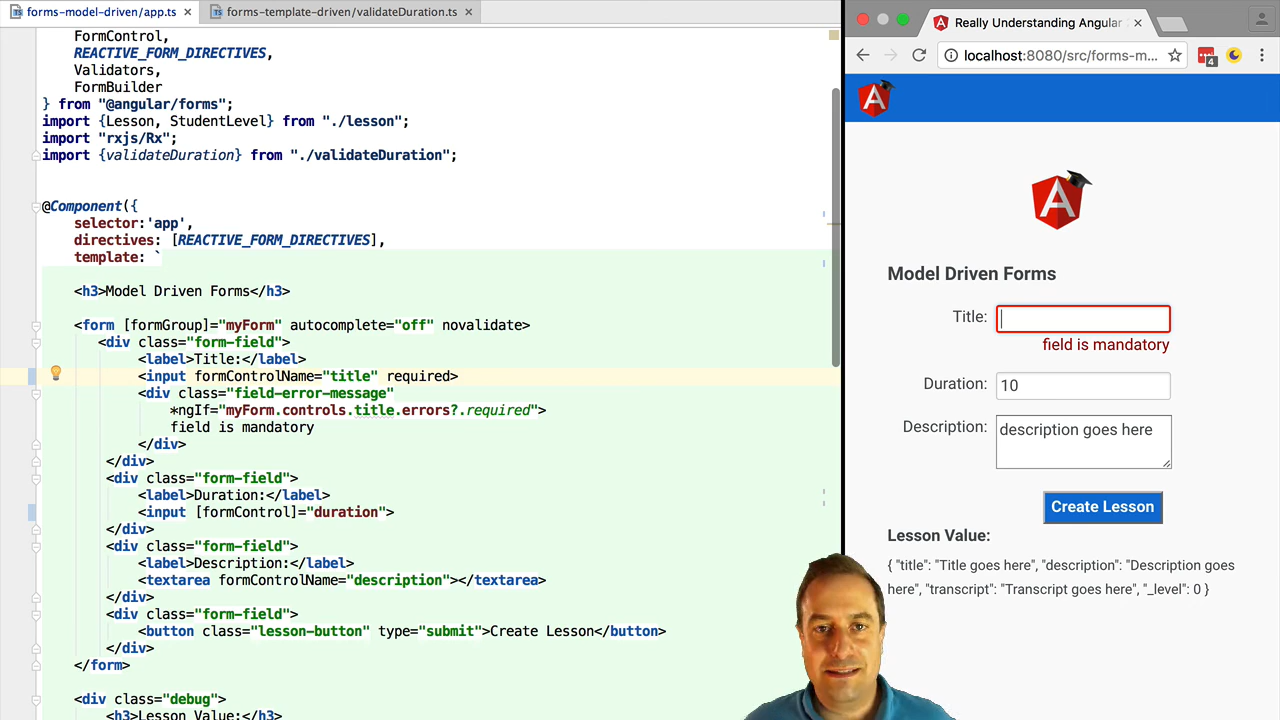 forms-model-driven/app.ts
forms-template-driven/validateDuration.ts
FormControl,
REACTIVE_FORM_DIRECTIVES,
Validators,
FormBuilder
} from "@angular/forms";
import {Lesson, StudentLevel} from "./lesson";
import "rxjs/Rx";
import {validateDuration} from "./validateDuration";
@Component({
selector:'app',
directives: [REACTIVE_FORM_DIRECTIVES],
template: `
<h3>Model Driven Forms</h3>
<form [formGroup]="myForm" autocomplete="off" novalidate>
<div class="form-field">
<label>Title:</label>
<input formControlName="title" required>
<div class="field-error-message"
*ngIf="myForm.controls.title.errors?.required">
field is mandatory
</div>
</div>
<div class="form-field">
<label>Duration:</label>
<input [formControl]="duration">
</div>
<div class="form-field">
<label>Description:</label>
<textarea formControlName="description"></textarea>
</div>
<div class="form-field">
<button class="lesson-button" type="submit">Create Lesson</button>
</div>
</form>
<div class="debug">
<h3>Lesson Value:</h3>
Really Understanding Angular
localhost:8080/src/forms-m...
4
A
A
Model Driven Forms
Title:
field is mandatory
Duration: 10
Description: description goes here
Create Lesson
Lesson Value:
{ "title": "Title goes here", "description": "Description goes
here", "transcript": "Transcript goes here", "_level": 0 }